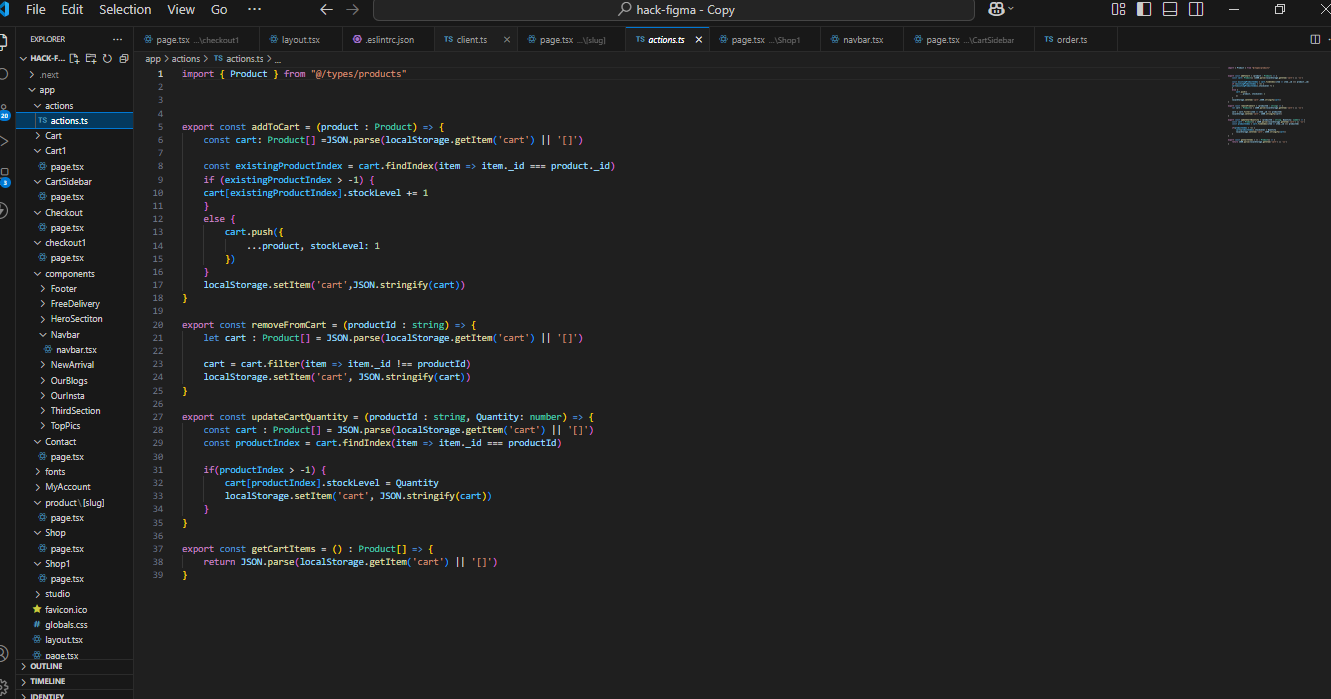 File Edit Selection View Go ··· hack-figma - Copy
EXPLORER ···
HACK-F...
.next
app
actions
TS actions.ts
Cart
Cart1
page.tsx
CartSidebar
page.tsx
Checkout
page.tsx
checkout1
page.tsx
components
Footer
FreeDelivery
HeroSectiton
Navbar
navbar.tsx
NewArrival
OurBlogs
OurInsta
ThirdSection
TopPics
Contact
page.tsx
fonts
MyAccount
product\[slug]
page.tsx
Shop
page.tsx
Shop1
page.tsx
studio
favicon.ico
# globals.css
layout.tsx
page.tsx
OUTLINE
TIMELINE
IDENTIFY
20
3
page.tsx ...\checkout1 layout.tsx .eslintrc.json TS client.ts page.tsx ...\[slug] TS actions.ts page.tsx ...\Shop1 navbar.tsx page.tsx ...\CartSidebar TS order.ts
app > actions > TS actions.ts > ...
1 import { Product } from "@/types/products"
2
3
4
5 export const addToCart = (product : Product) => {
6 const cart: Product[] =JSON.parse(localStorage.getItem('cart') || '[]')
7
8 const existingProductIndex = cart.findIndex(item => item._id === product._id)
9 if (existingProductIndex > -1) {
10 cart[existingProductIndex].stockLevel += 1
11 }
12 else {
13 cart.push({
14 ...product, stockLevel: 1
15 })
16 }
17 localStorage.setItem('cart',JSON.stringify(cart))
18 }
19
20 export const removeFromCart = (productId : string) => {
21 let cart : Product[] = JSON.parse(localStorage.getItem('cart') || '[]')
22
23 cart = cart.filter(item => item._id !== productId)
24 localStorage.setItem('cart', JSON.stringify(cart))
25 }
26
27 export const updateCartQuantity = (productId : string, Quantity: number) => {
28 const cart : Product[] = JSON.parse(localStorage.getItem('cart') || '[]')
29 const productIndex = cart.findIndex(item => item._id === productId)
30
31 if(productIndex > -1) {
32 cart[productIndex].stockLevel = Quantity
33 localStorage.setItem('cart', JSON.stringify(cart))
34 }
35 }
36
37 export const getCartItems = () : Product[] => {
38 return JSON.parse(localStorage.getItem('cart') || '[]')
39 }